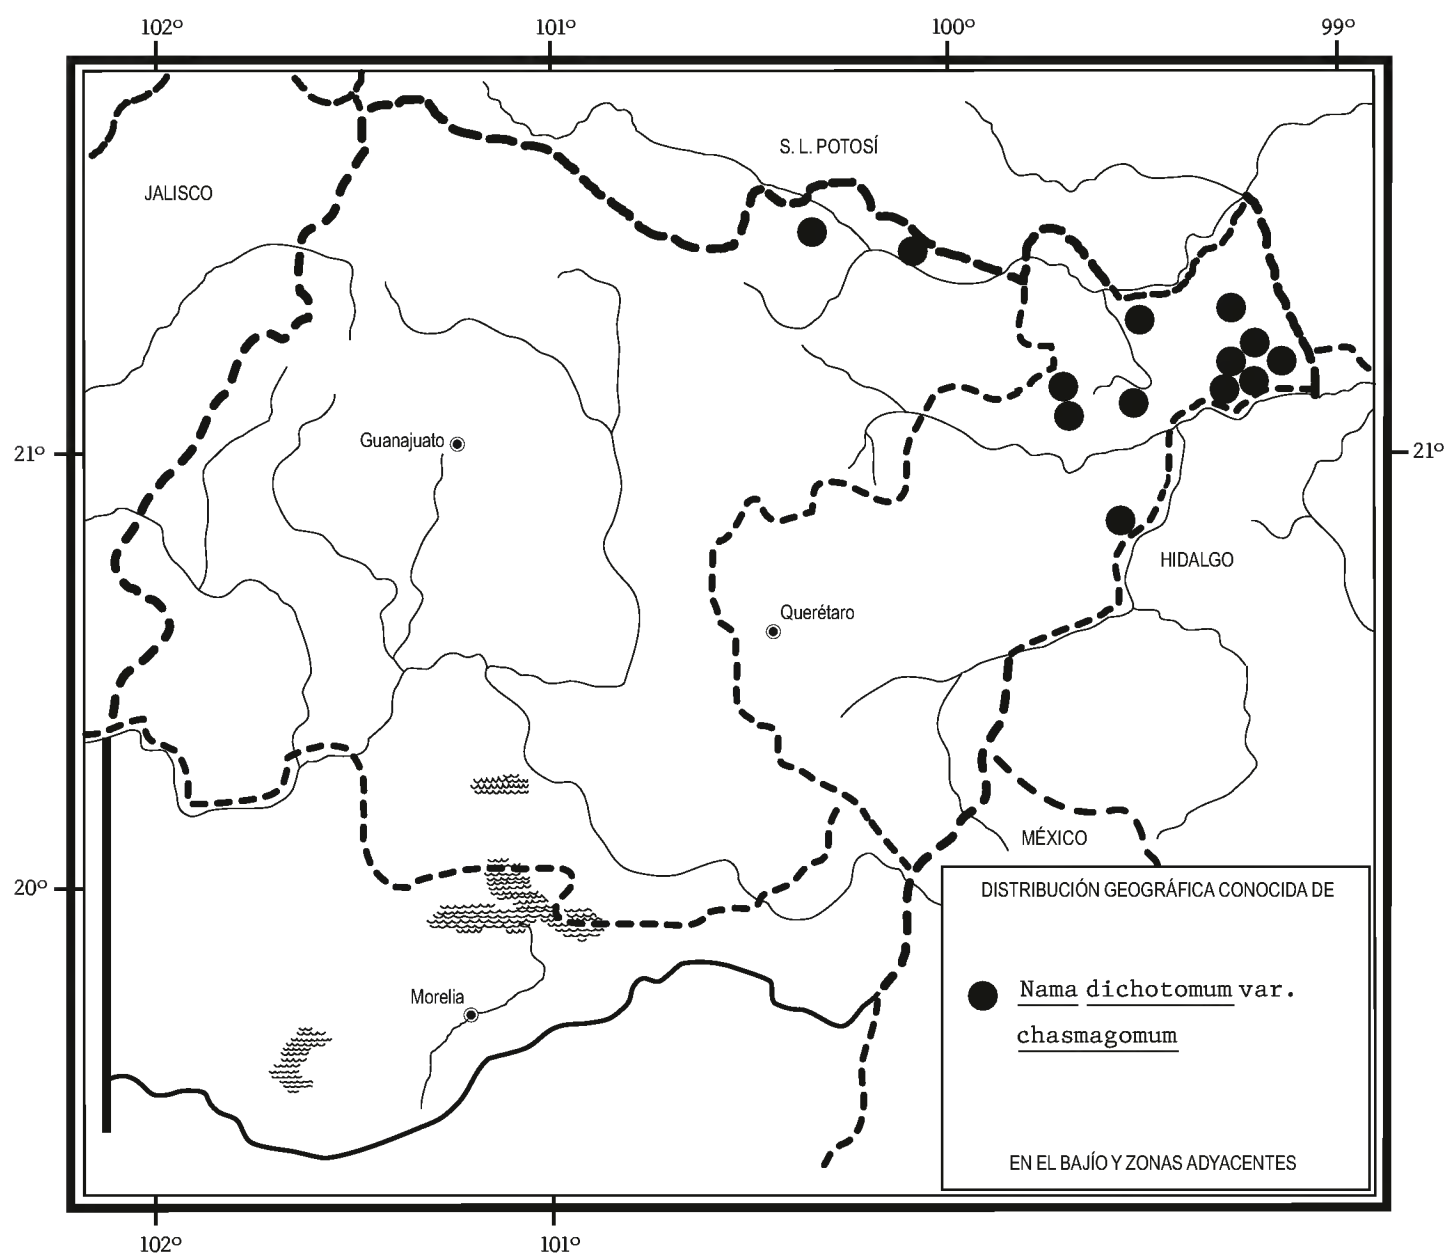 102º 101º 100º 99º
S. L. POTOSÍ
JALISCO
Guanajuato
21º 21º
HIDALGO
Querétaro
MÉXICO
20º
DISTRIBUCIÓN GEOGRÁFICA CONOCIDA DE
Nama dichotomum var.
chasmagomum
Morelia
EN EL BAJÍO Y ZONAS ADYACENTES
102º 101º